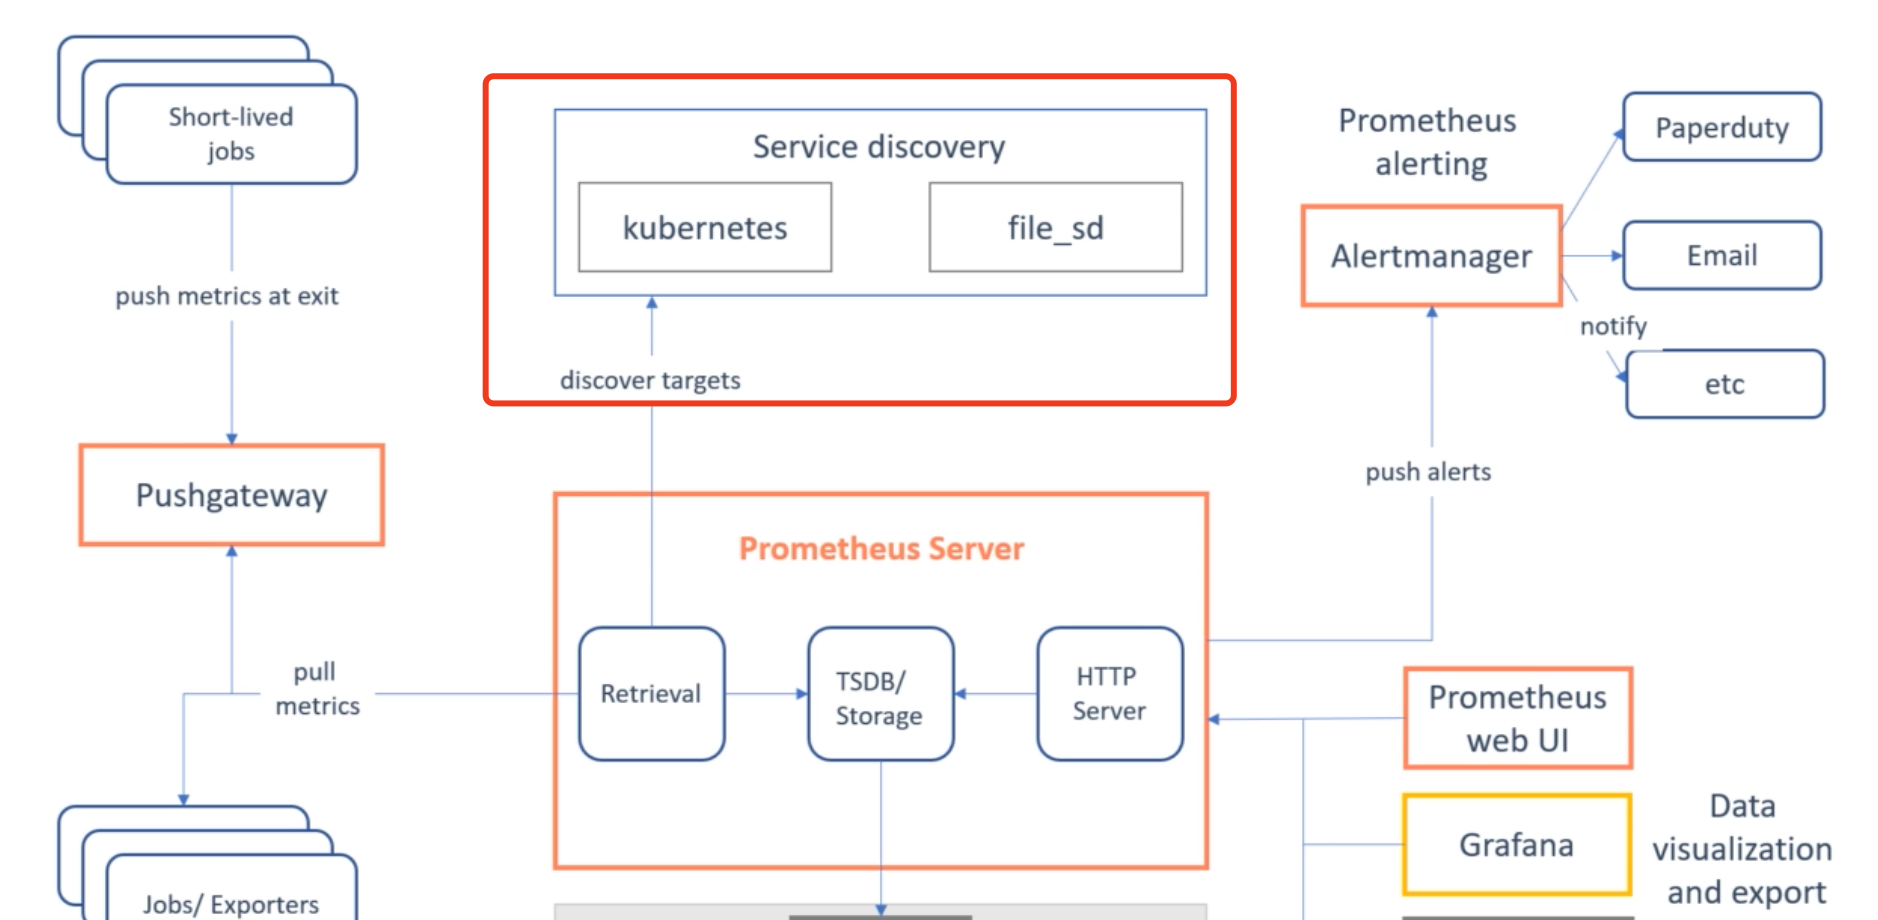 Short-lived
jobs
push metrics at exit
Pushgateway
pull
metrics
Jobs/ Exporters
Service discovery
kubernetes
file_sd
discover targets
Prometheus Server
Retrieval
TSDB/
Storage
HTTP
Server
Prometheus
alerting
Alertmanager
Paperduty
Email
notify
etc
push alerts
Prometheus
web UI
Grafana
Data
visualization
and export